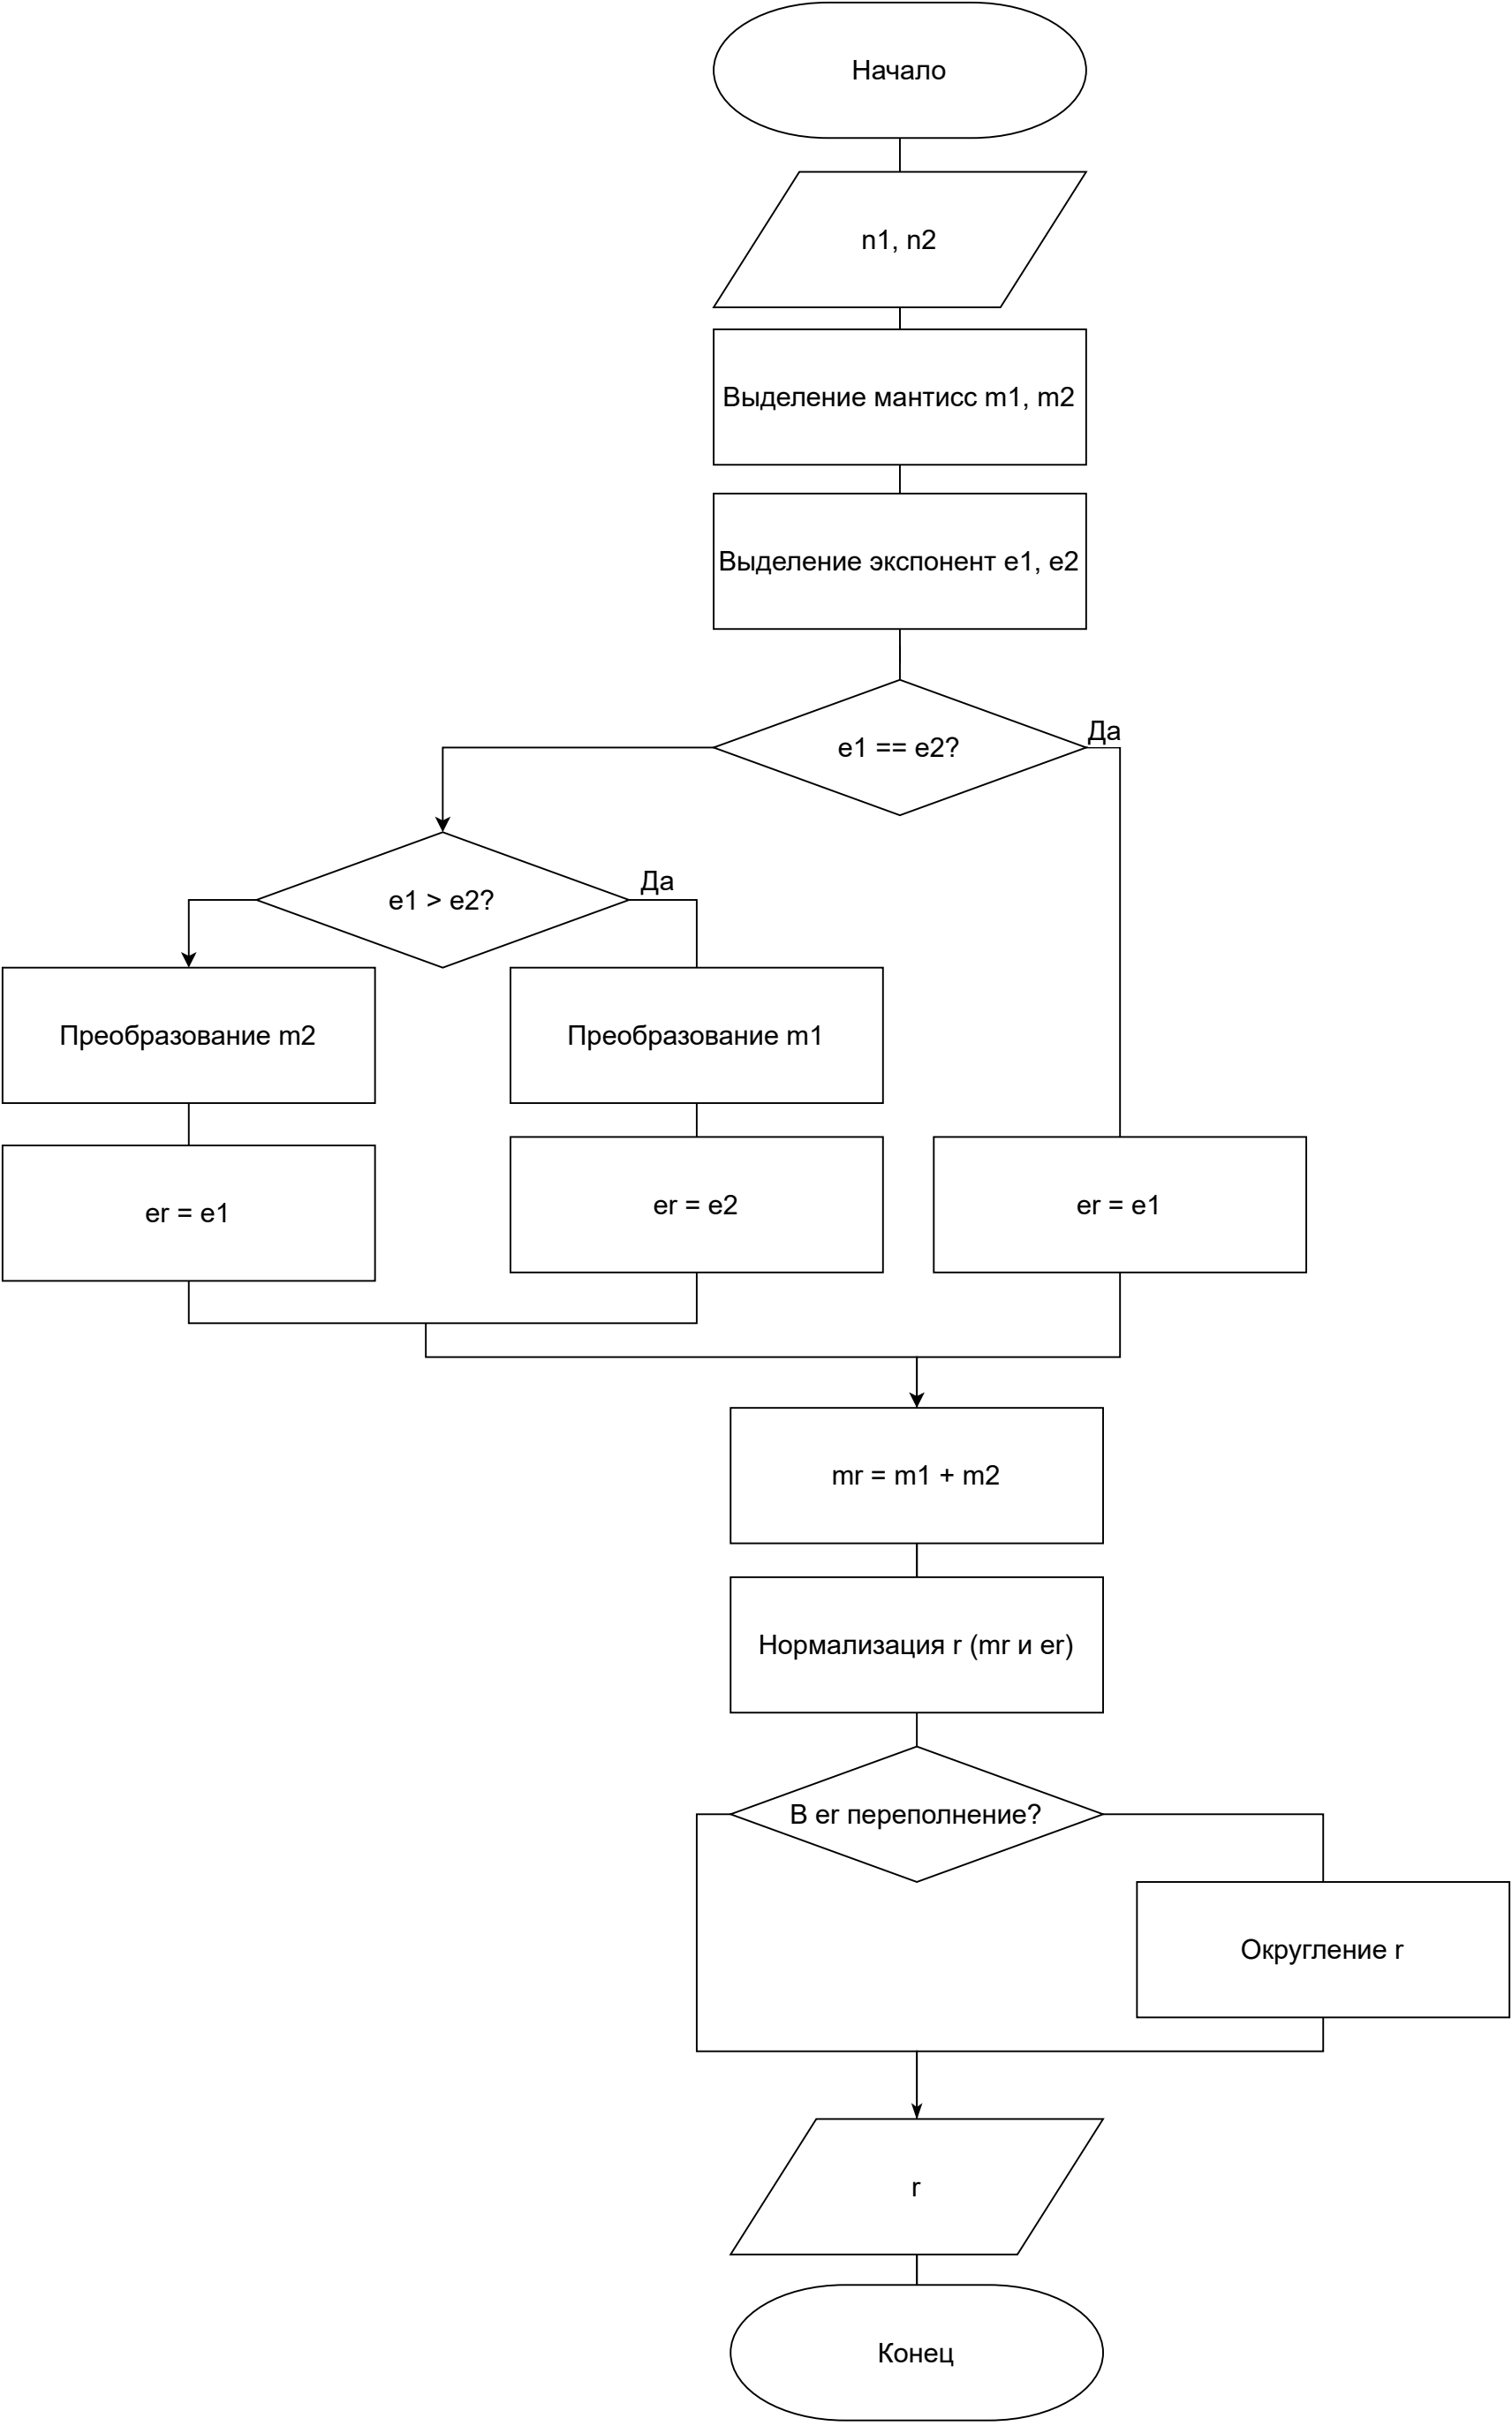 Начало
n1, n2
Выделение мантисс m1, m2
Выделение экспонент e1, e2
e1 == e2?
Да
e1 > e2?
Да
Преобразование m2
Преобразование m1
er = e1
er = e2
er = e1
mr = m1 + m2
Нормализация r (mr и er)
В er переполнение?
Округление r
r
Конец